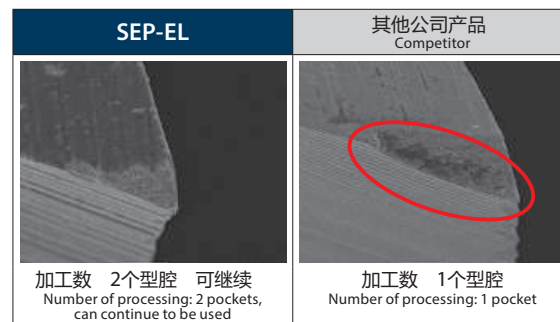 SEP-EL
其他公司产品
Competitor
加工数 2个型腔 可继续
Number of processing: 2 pockets,
can continue to be used
加工数 1个型腔
Number of processing: 1 pocket